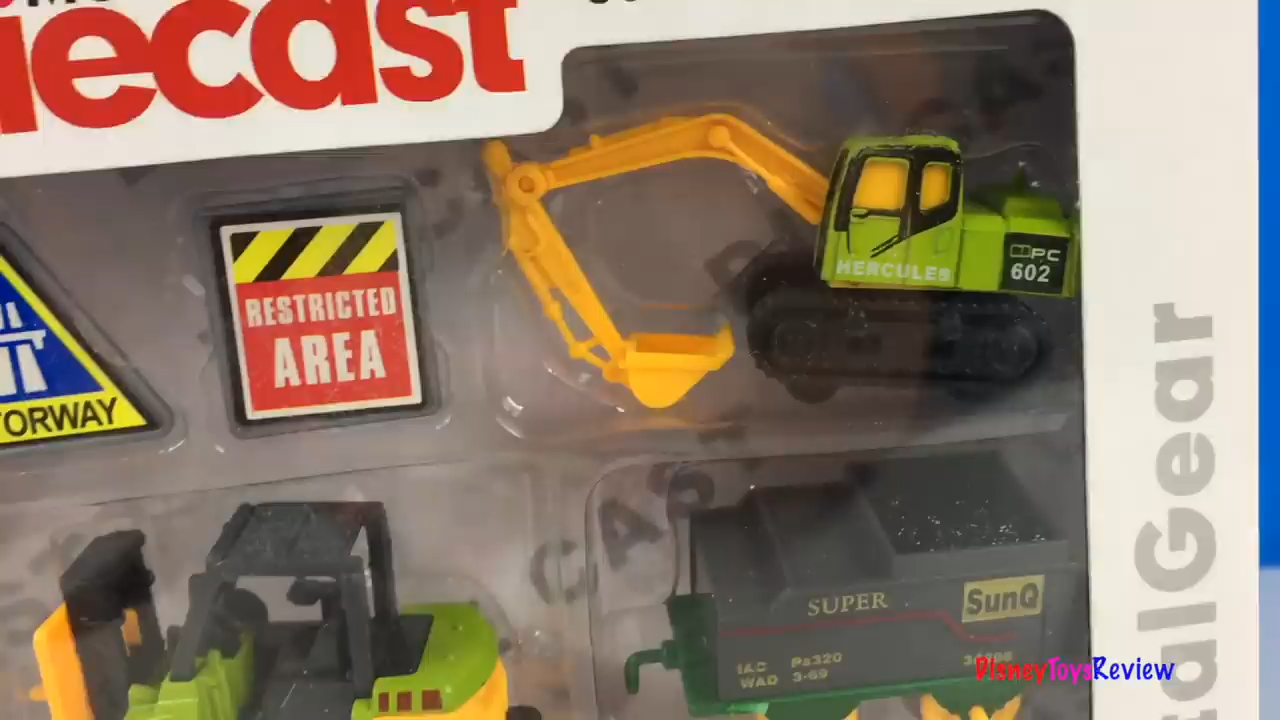 iecast
RESTRICTED
AREA
TORWAY
HERCULES
PC
602
SUPER
SunQ
IAC Ps320
WAD 3-69
DisneyToysReview
talGear